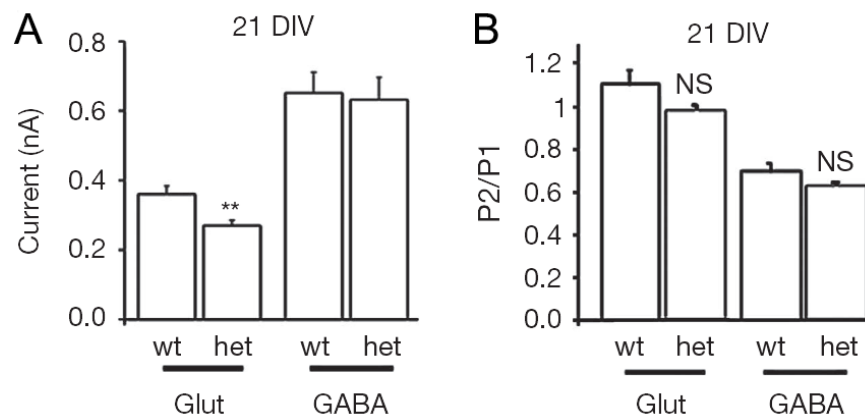 A
21 DIV
Current (nA)
0.8
0.6
0.4
0.2
0.0
**
wt het wt het
Glut GABA
B
21 DIV
P2/P1
1.2
1
0.8
0.6
0.4
0.2
0.0
NS
NS
wt het wt het
Glut GABA